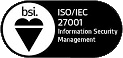 bsi.
ISO/IEC
27001
Information Security
Management